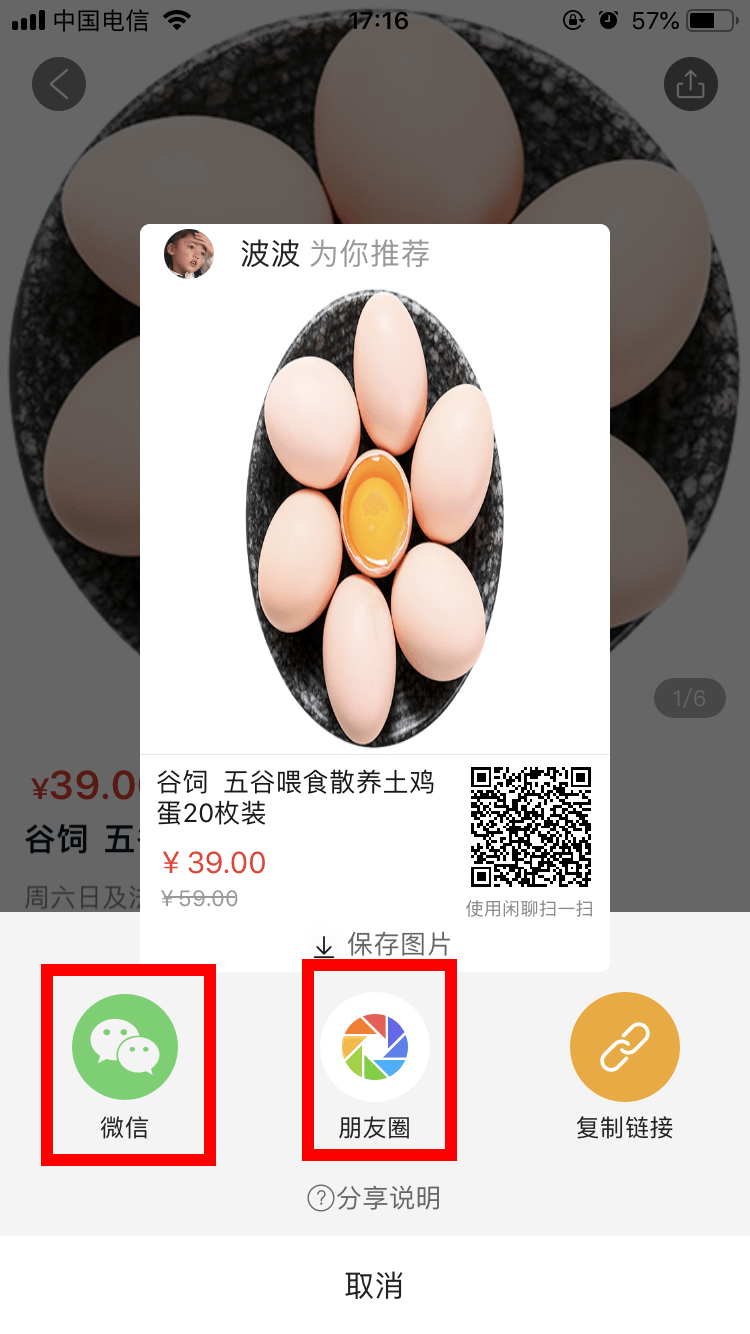 中国电信 17:16 57%
波波 为你推荐
1/6
¥39.0
谷饲 五
周六日及法
谷饲 五谷喂食散养土鸡
蛋20枚装
¥ 39.00
¥ 59.00
使用闲聊扫一扫
保存图片
微信 朋友圈 复制链接
?分享说明
取消